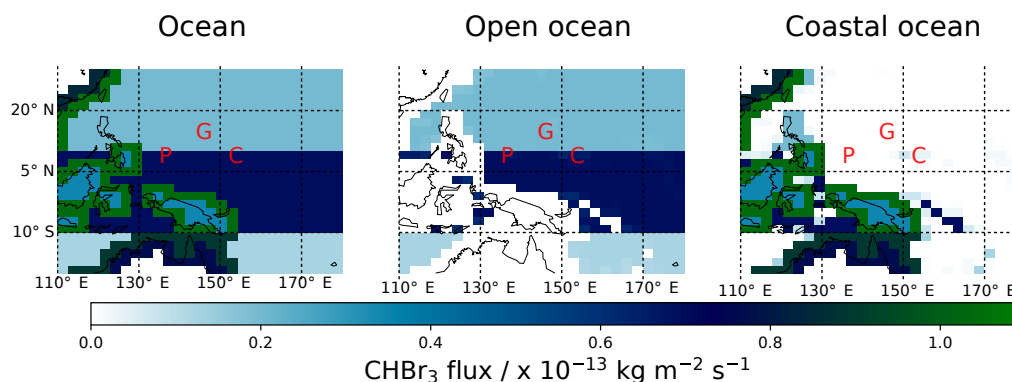 Ocean
Open ocean
Coastal ocean
20° N
5° N
10° S
G
P
C
G
P
C
G
P
C
110° E 130° E 150° E 170° E
110° E 130° E 150° E 170° E
110° E 130° E 150° E 170° E
0.0 0.2 0.4 0.6 0.8 1.0
CHBr₃ flux / x 10⁻¹³ kg m⁻² s⁻¹